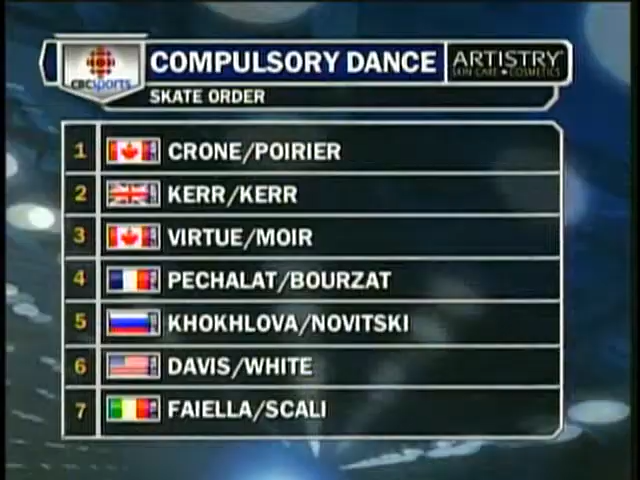 CBCSports
COMPULSORY DANCE
ARTISTRY
SKIN CARE • COSMETICS
SKATE ORDER
1 CRONE/POIRIER
2 KERR/KERR
3 VIRTUE/MOIR
4 PECHALAT/BOURZAT
5 KHOKHLOVA/NOVITSKI
6 DAVIS/WHITE
7 FAIELLA/SCALI